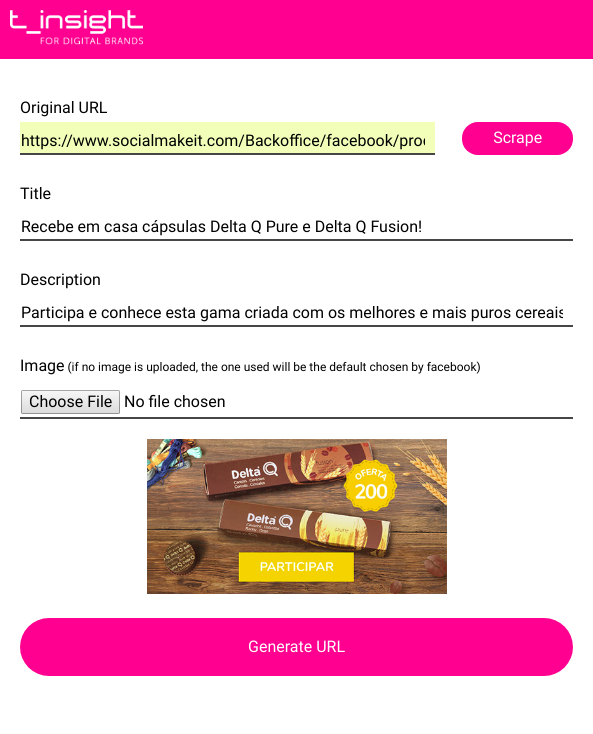 t_insight
FOR DIGITAL BRANDS
Original URL
https://www.socialmakeit.com/Backoffice/facebook/pro
Scrape
Title
Recebe em casa cápsulas Delta Q Pure e Delta Q Fusion!
Description
Participa e conhece esta gama criada com os melhores e mais puros cereais
Image (if no image is uploaded, the one used will be the default chosen by facebook)
Choose File No file chosen
Delta Q
OFERTA
200
Delta Q
pure
PARTICIPAR
Generate URL